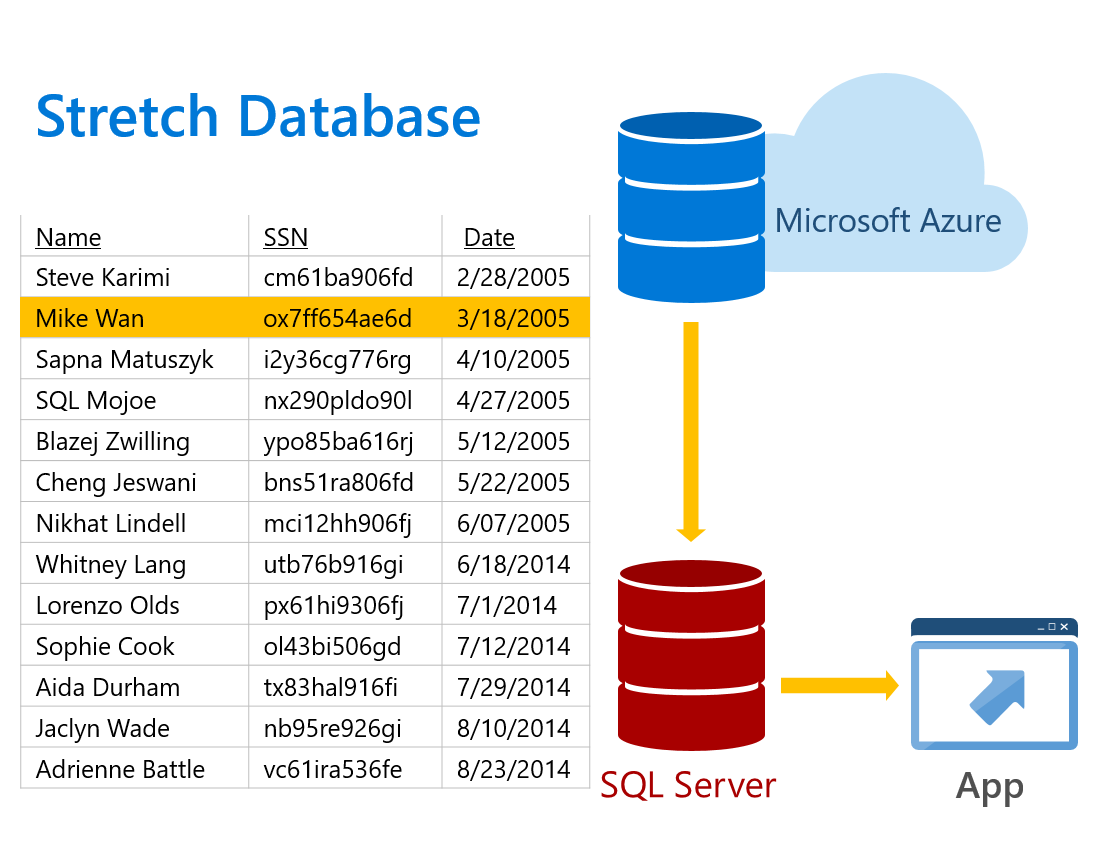 Stretch Database
Name SSN Date
Steve Karimi cm61ba906fd 2/28/2005
Mike Wan ox7ff654ae6d 3/18/2005
Sapna Matuszyk i2y36cg776rg 4/10/2005
SQL Mojoe nx290pldo90l 4/27/2005
Blazej Zwilling ypo85ba616rj 5/12/2005
Cheng Jeswani bns51ra806fd 5/22/2005
Nikhat Lindell mci12hh906fj 6/07/2005
Whitney Lang utb76b916gi 6/18/2014
Lorenzo Olds px61hi9306fj 7/1/2014
Sophie Cook ol43bi506gd 7/12/2014
Aida Durham tx83hal916fi 7/29/2014
Jaclyn Wade nb95re926gi 8/10/2014
Adrienne Battle vc61ira536fe 8/23/2014
Microsoft Azure
SQL Server
App